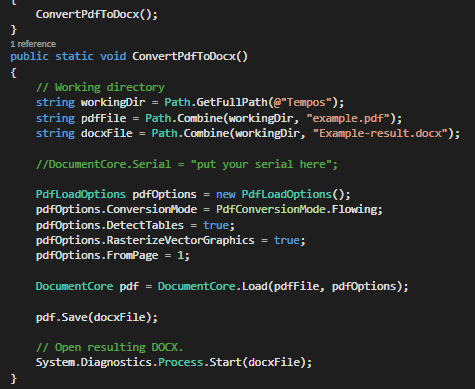 {
    ConvertPdfToDocx();
}
1 reference
public static void ConvertPdfToDocx()
{
    // Working directory
    string workingDir = Path.GetFullPath(@"Tempos");
    string pdfFile = Path.Combine(workingDir, "example.pdf");
    string docxFile = Path.Combine(workingDir, "Example-result.docx");

    //DocumentCore.Serial = "put your serial here";

    PdfLoadOptions pdfOptions = new PdfLoadOptions();
    pdfOptions.ConversionMode = PdfConversionMode.Flowing;
    pdfOptions.DetectTables = true;
    pdfOptions.RasterizeVectorGraphics = true;
    pdfOptions.FromPage = 1;

    DocumentCore pdf = DocumentCore.Load(pdfFile, pdfOptions);

    pdf.Save(docxFile);

    // Open resulting DOCX.
    System.Diagnostics.Process.Start(docxFile);
}